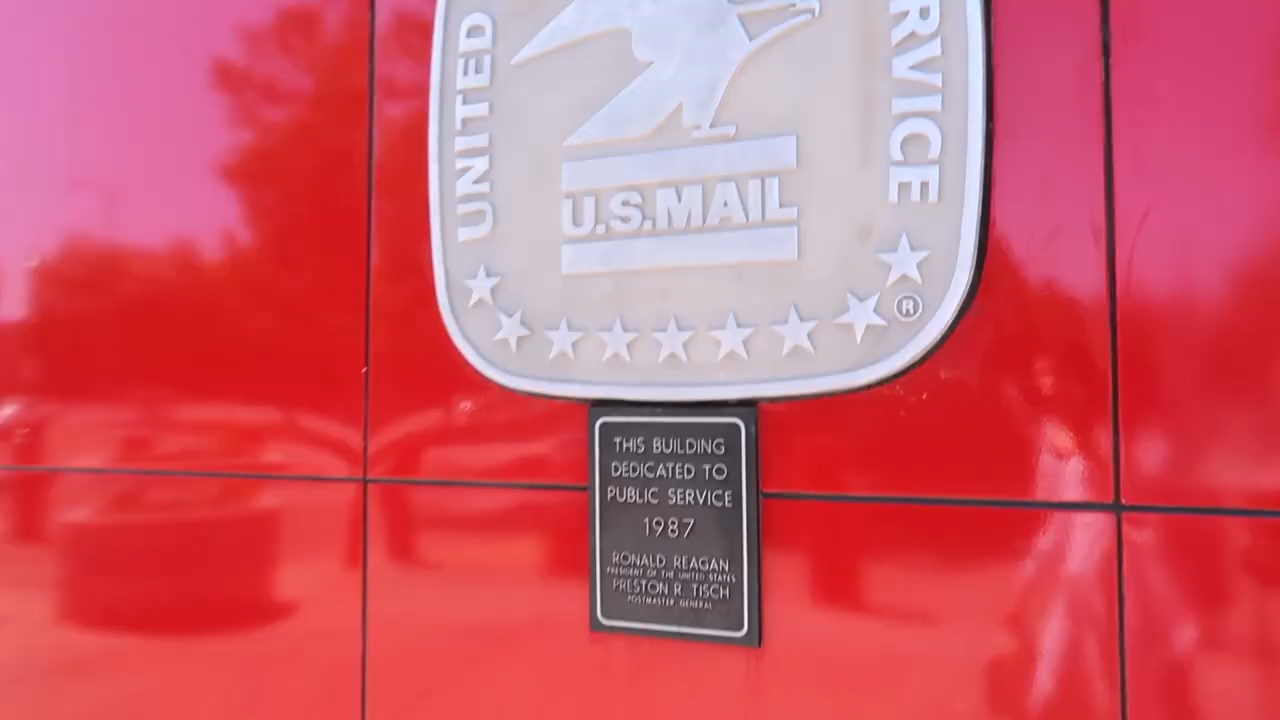 UNITED
RVICE
U.S.MAIL
®
THIS BUILDING
DEDICATED TO
PUBLIC SERVICE
1987
RONALD REAGAN
PRESIDENT OF THE UNITED STATES
PRESTON R. TISCH
POSTMASTER GENERAL